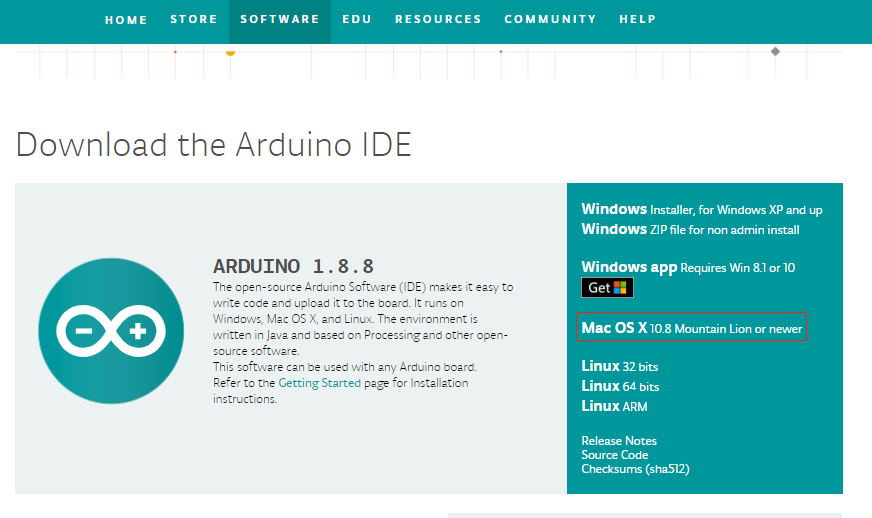 HOME STORE SOFTWARE EDU RESOURCES COMMUNITY HELP
Download the Arduino IDE
ARDUINO 1.8.8
The open-source Arduino Software (IDE) makes it easy to
write code and upload it to the board. It runs on
Windows, Mac OS X, and Linux. The environment is
written in Java and based on Processing and other open-
source software.
This software can be used with any Arduino board.
Refer to the Getting Started page for Installation
instructions.
Windows Installer, for Windows XP and up
Windows ZIP file for non admin install
Windows app Requires Win 8.1 or 10
Get
Mac OS X 10.8 Mountain Lion or newer
Linux 32 bits
Linux 64 bits
Linux ARM
Release Notes
Source Code
Checksums (sha512)